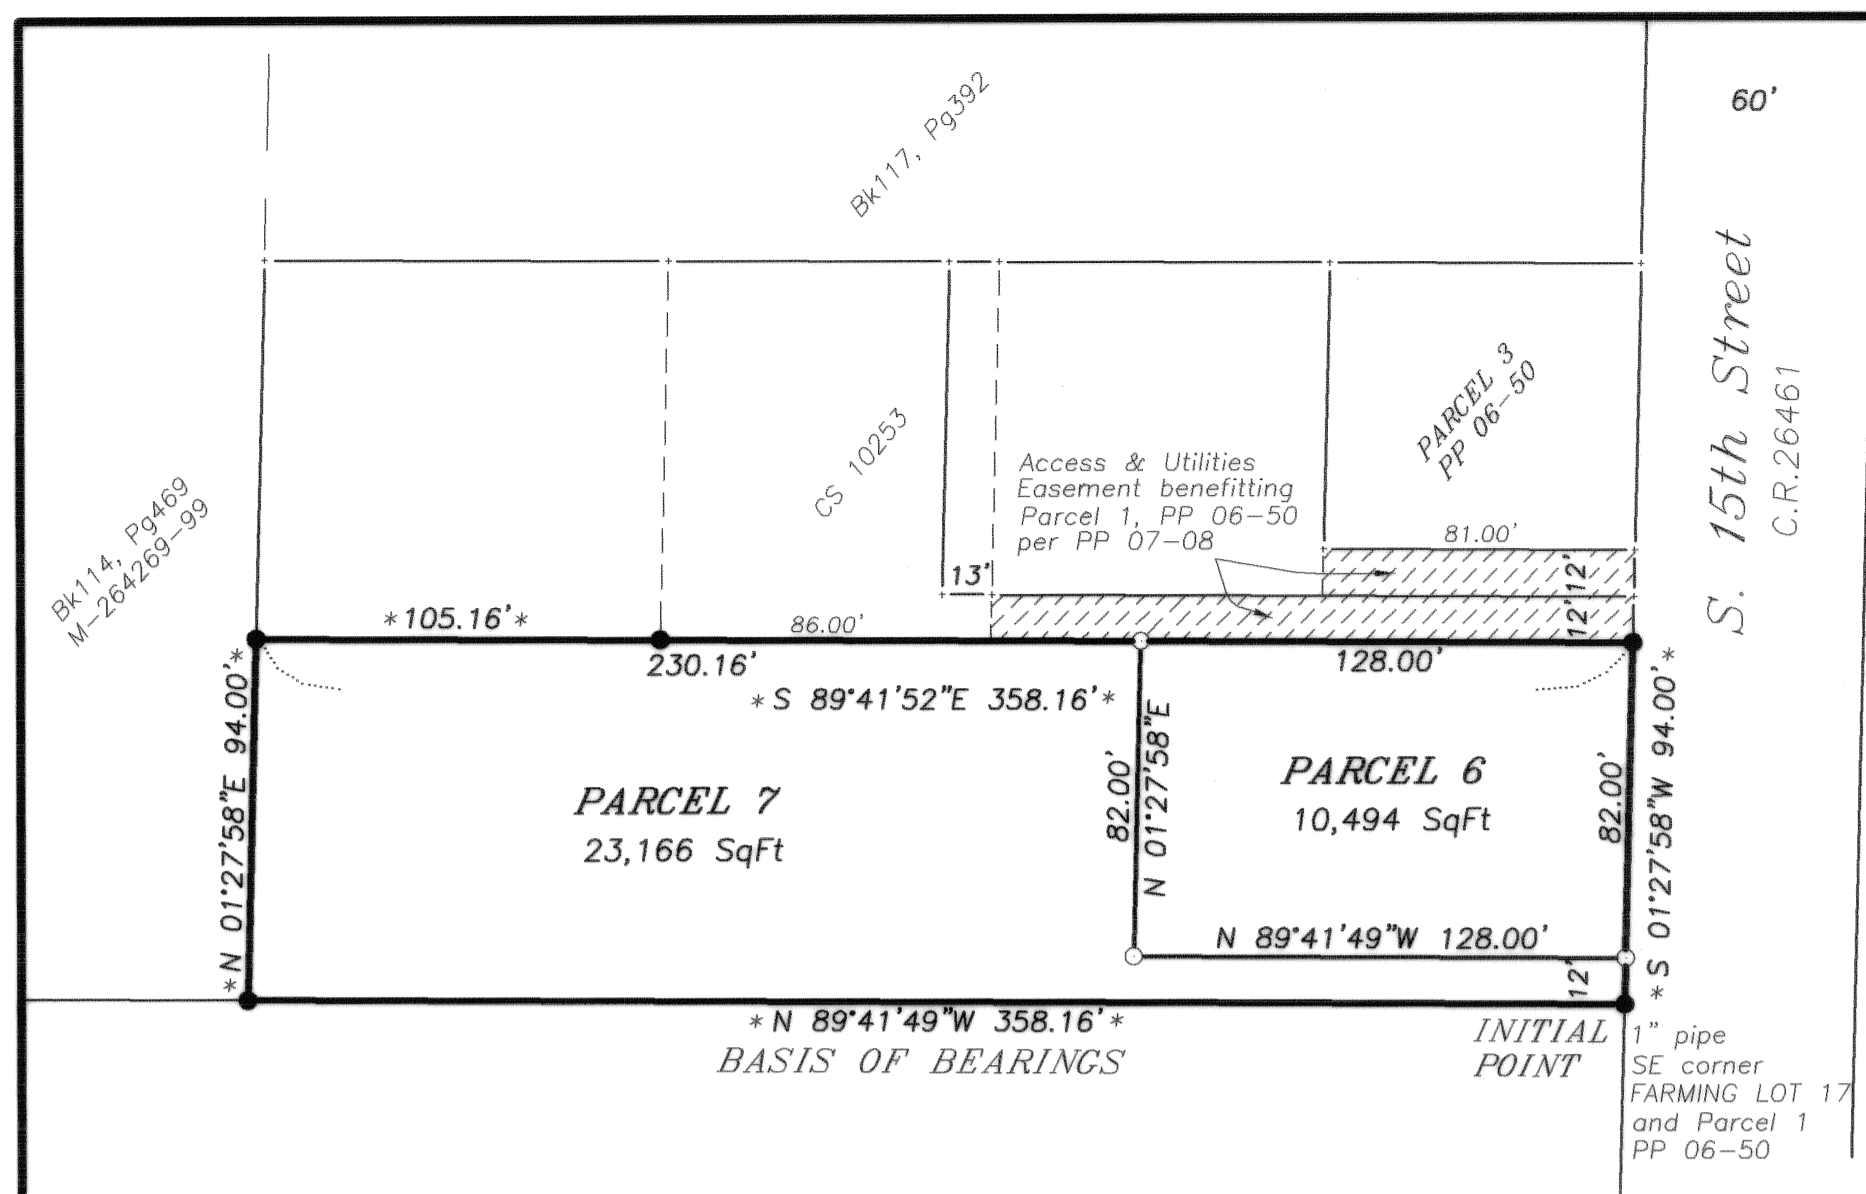 60'
Bk117, Pg392
S. 15th Street
C.R.26461
PARCEL 3
PP 06-50
CS 10253
Access & Utilities
Easement benefitting
Parcel 1, PP 06-50
per PP 07-08
81.00'
12'
12'
13'
Bk114, Pg469
M-264269-99
*105.16'*
86.00'
230.16'
128.00'
*S 89°41'52"E 358.16'*
*N 01°27'58"E 94.00'*
PARCEL 7
23,166 SqFt
82.00'
N 01°27'58"E
PARCEL 6
10,494 SqFt
82.00'
*S 01°27'58"W 94.00'*
N 89°41'49"W 128.00'
12'
*N 89°41'49"W 358.16'*
BASIS OF BEARINGS
INITIAL
POINT
1" pipe
SE corner
FARMING LOT 17
and Parcel 1
PP 06-50